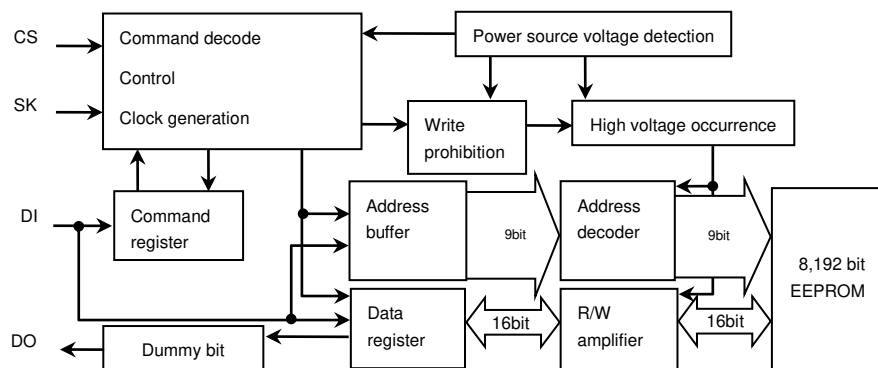 CS
Command decode
Power source voltage detection
Control
SK
Clock generation
Write
prohibition
High voltage occurrence
DI
Command
register
Address
buffer
9bit
Address
decoder
9bit
8,192 bit
EEPROM
DO
Dummy bit
Data
register
16bit
R/W
amplifier
16bit